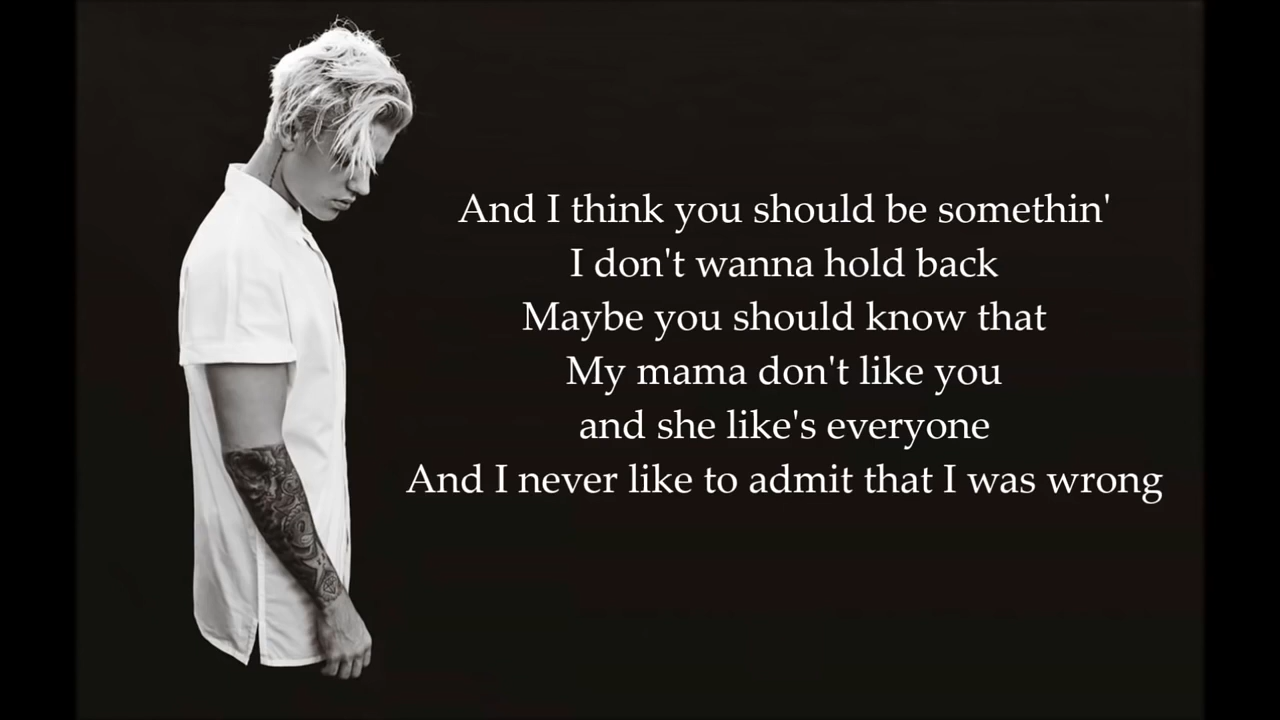 And I think you should be somethin'
I don't wanna hold back
Maybe you should know that
My mama don't like you
and she like's everyone
And I never like to admit that I was wrong